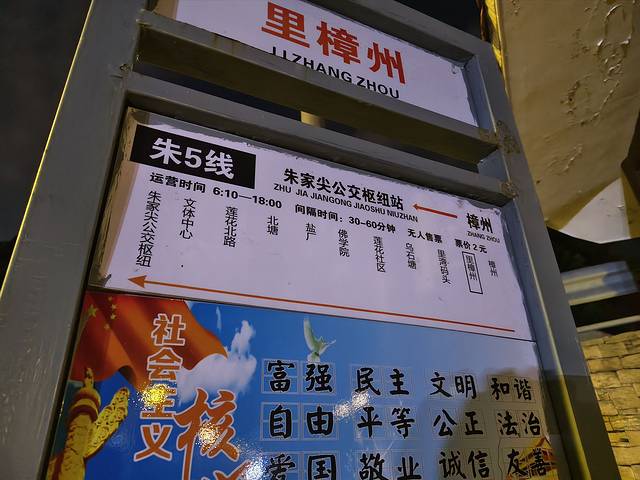 里樟州
LI ZHANG ZHOU
朱5线
朱家尖公交枢纽站
樟州
ZHU JIA JIANGONG JIAOSHU NIUZHAN
ZHANG ZHOU
运营时间 6:10—18:00 间隔时间：30-60分钟 无人售票 票价2元
朱家尖公交枢纽
文体中心
莲花北路
北塘
盐厂
佛学院
莲花社区
乌石塘
里湾码头
里樟州
樟州
社会主义
核
富强 民主 文明 和谐
自由 平等 公正 法治
爱国 敬业 诚信 友善